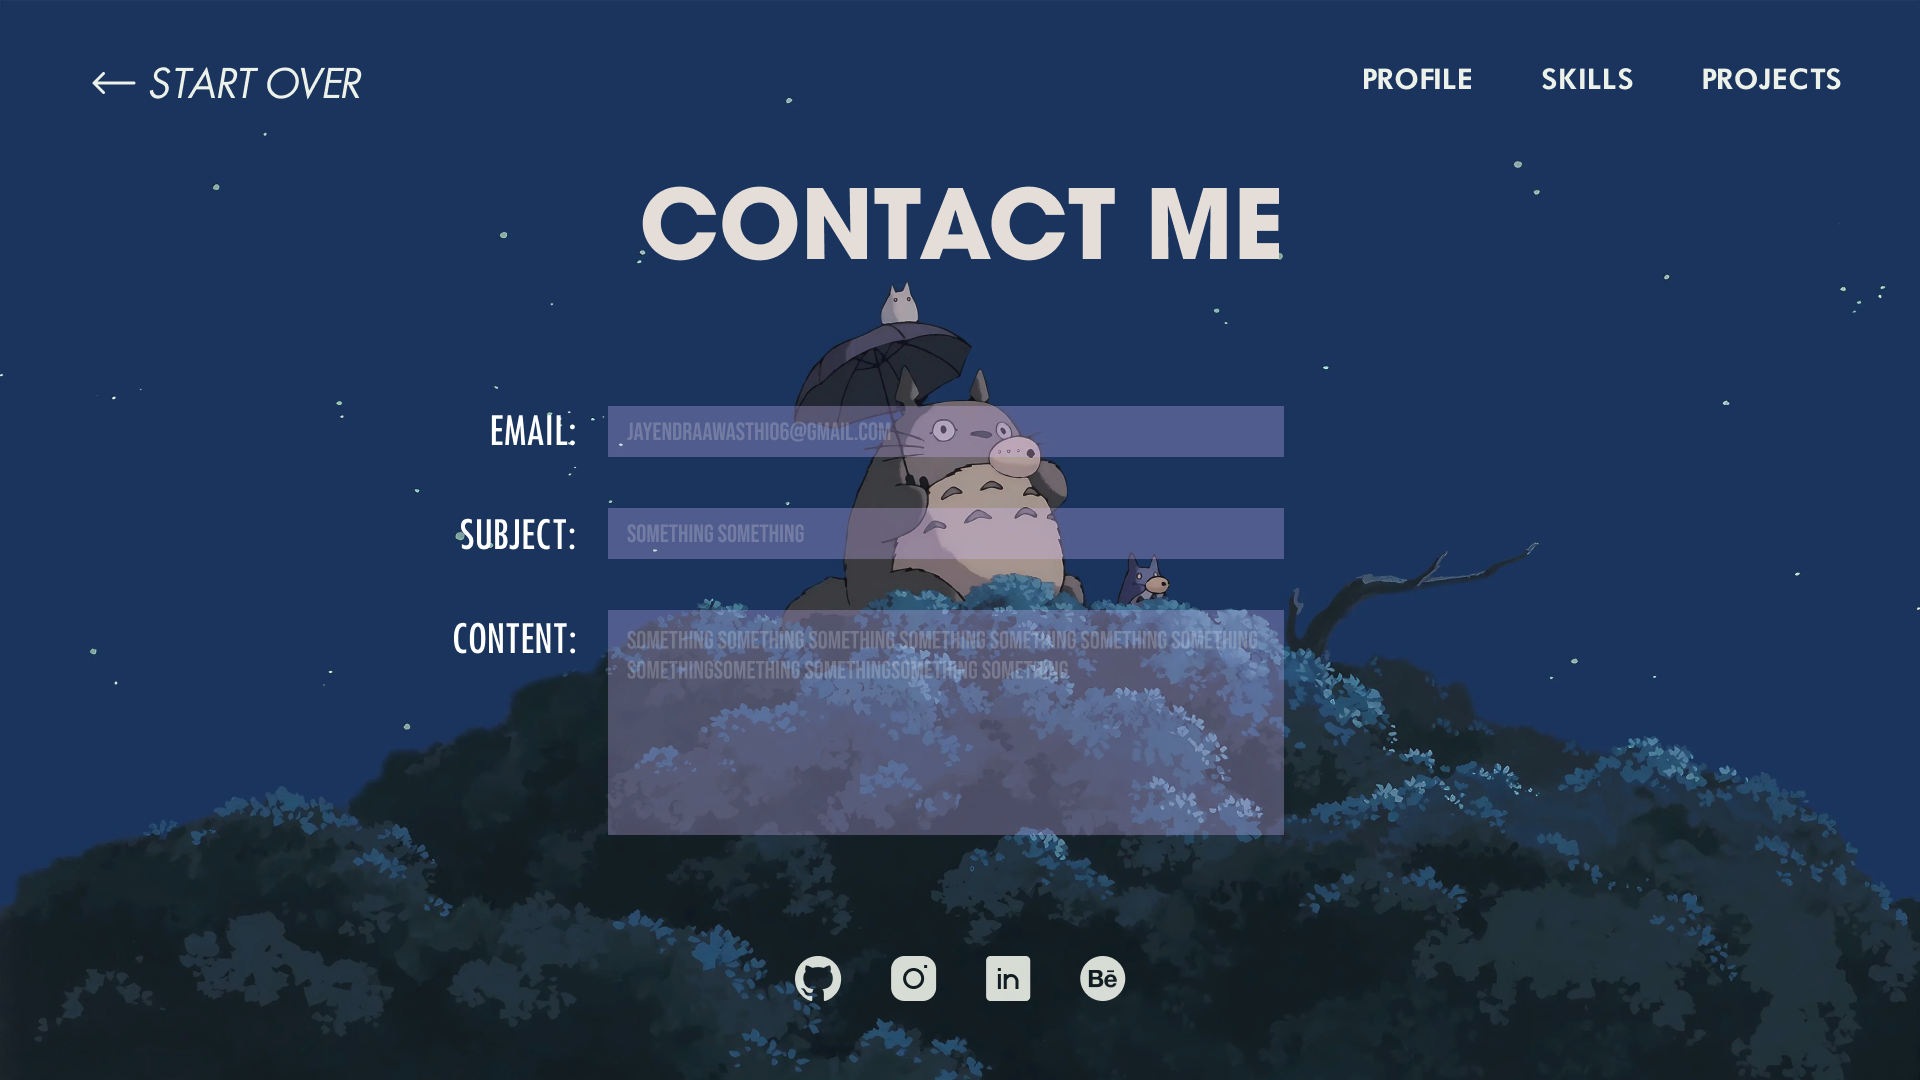 ← START OVER
PROFILE SKILLS PROJECTS
CONTACT ME
EMAIL: JAYENDRAAWASTHI06@GMAIL.COM
SUBJECT: SOMETHING SOMETHING
CONTENT: SOMETHING SOMETHING SOMETHING SOMETHING SOMETHING SOMETHING SOMETHING
SOMETHINGSOMETHING SOMETHINGSOMETHING SOMETHING
in
Bē